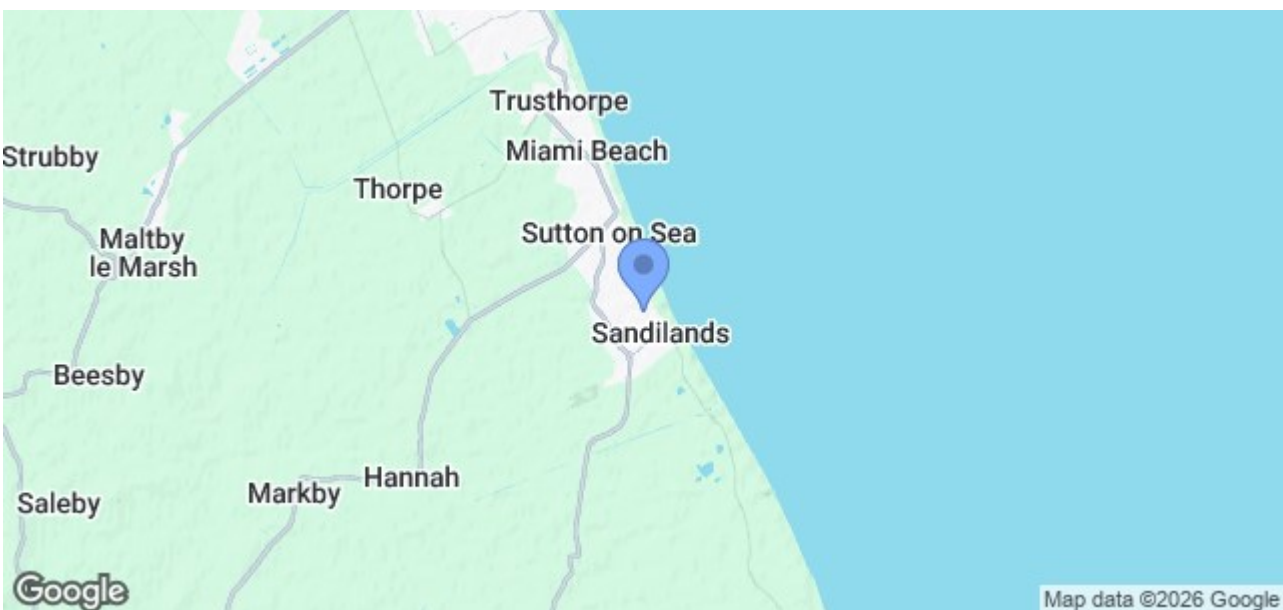 Trusthorpe
Miami Beach
Strubby
Thorpe
Sutton on Sea
Maltby
le Marsh
Sandilands
Beesby
Hannah
Markby
Saleby
Google
Map data ©2026 Google